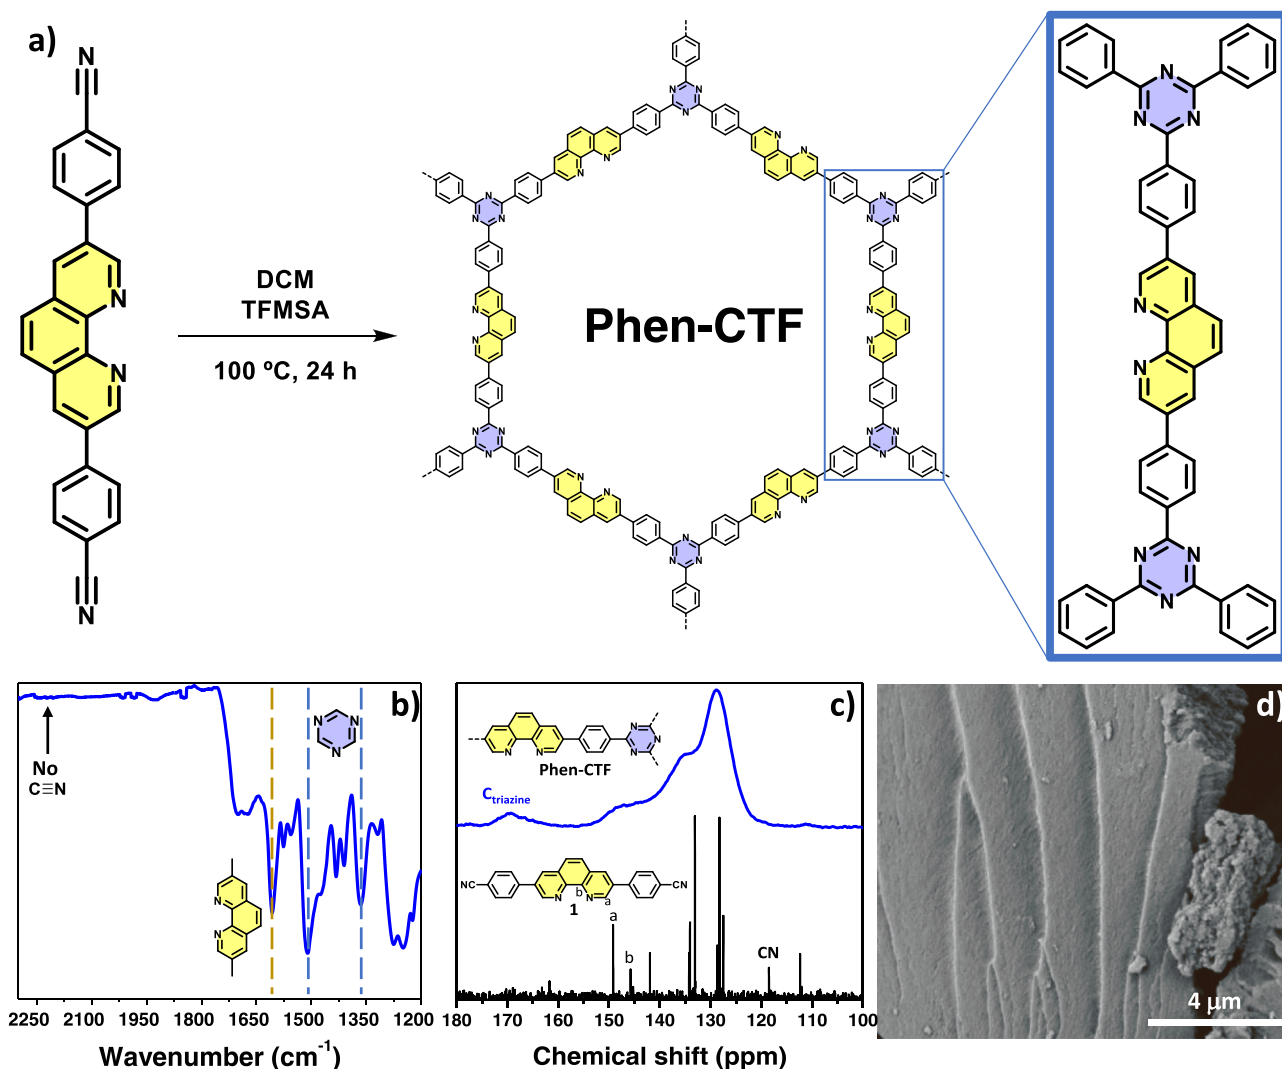 a)
N
N
N
N
DCM
TFMSA
100 ºC, 24 h
Phen-CTF
N
N
N
N
N
N
N
N
b)
No
C≡N
N
N
N
N
N
2250 2100 1950 1800 1650 1500 1350 1200
Wavenumber (cm⁻¹)
c)
N
N
N
N
N
Phen-CTF
C_triazine
NC
CN
N
N
b
a
1
a
b
CN
180 170 160 150 140 130 120 110 100
Chemical shift (ppm)
d)
4 μm